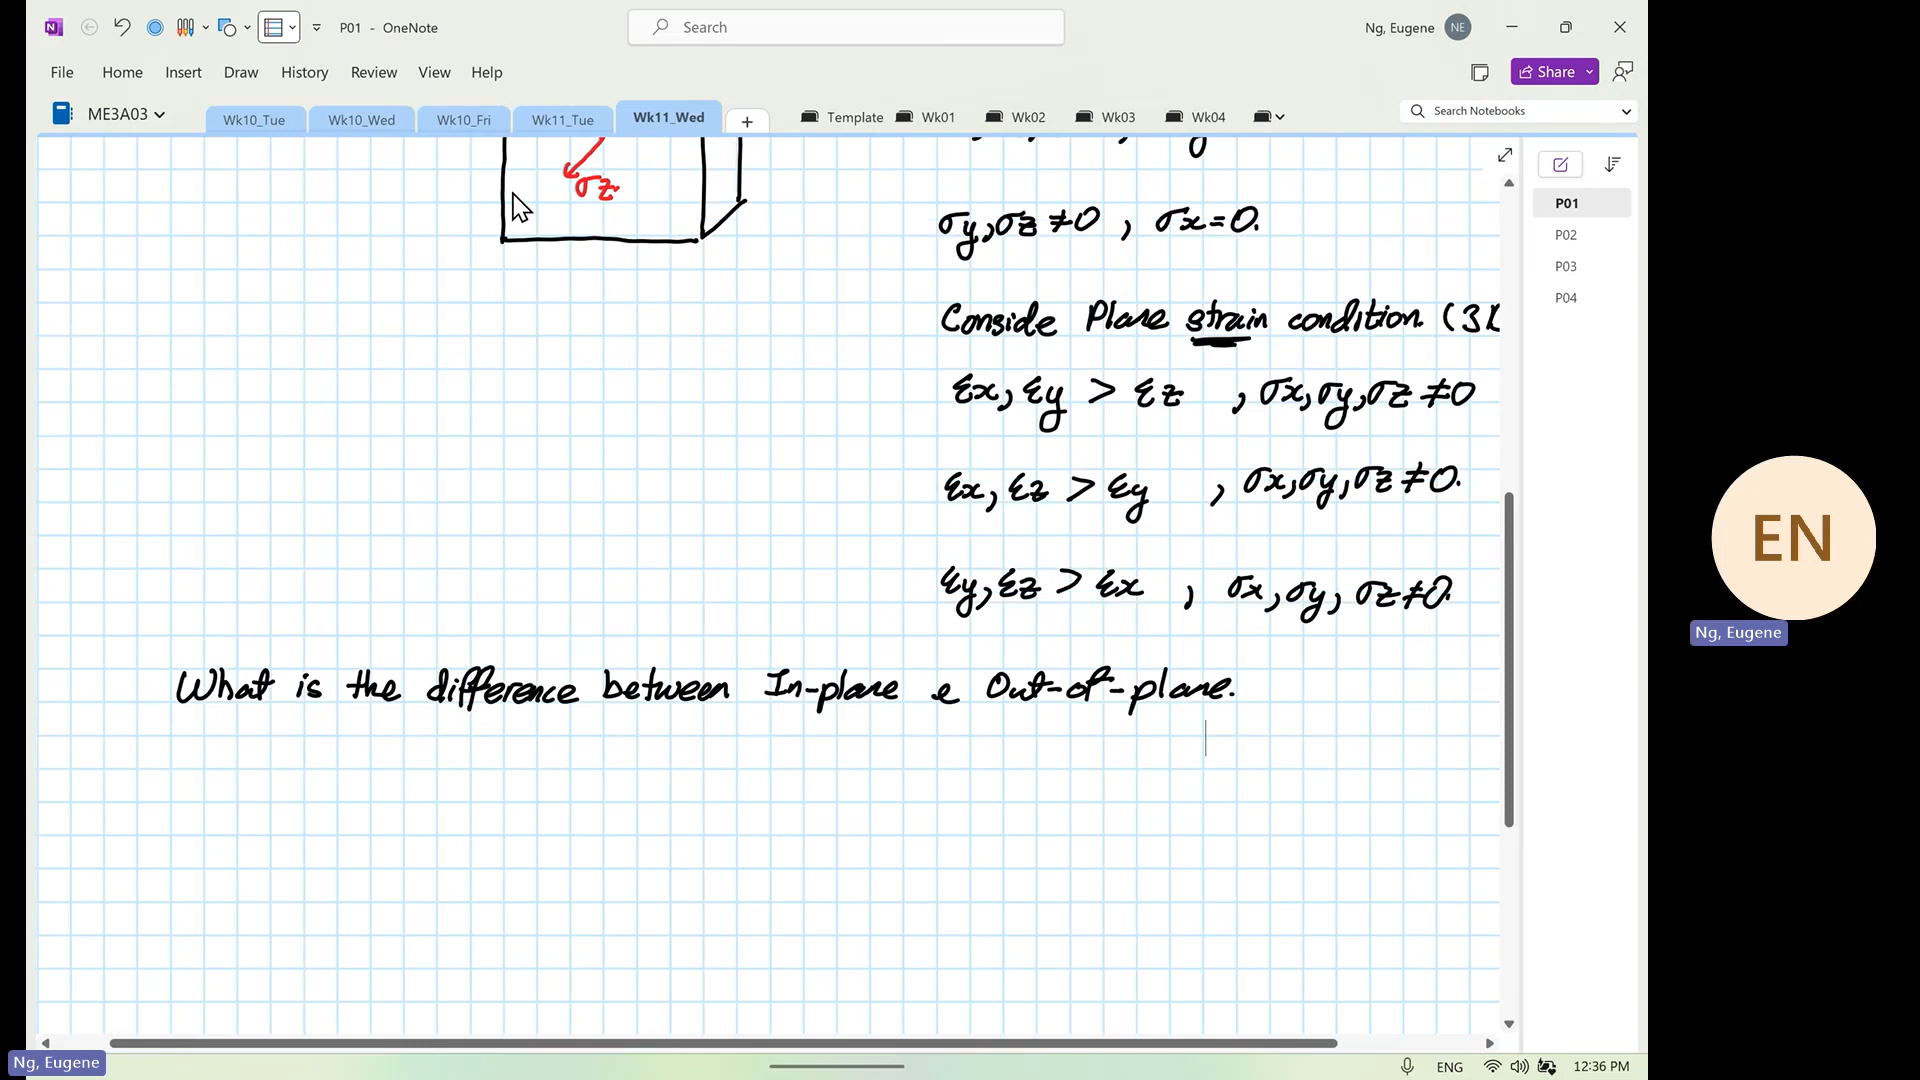 P01 - OneNote
Search
Ng, Eugene
NE
File
Home
Insert
Draw
History
Review
View
Help
Share
ME3A03
Wk10_Tue
Wk10_Wed
Wk10_Fri
Wk11_Tue
Wk11_Wed
+
Template
Wk01
Wk02
Wk03
Wk04
Search Notebooks
P01
P02
P03
P04
σz
σy, σz ≠ 0 , σx = 0.
Conside Plane strain condition. (3D
εx, εy > εz , σx, σy, σz ≠ 0
εx, εz > εy , σx, σy, σz ≠ 0.
εy, εz > εx , σx, σy, σz ≠ 0.
What is the difference between In-plane e Out-of-plane.
EN
Ng, Eugene
Ng, Eugene
ENG
12:36 PM